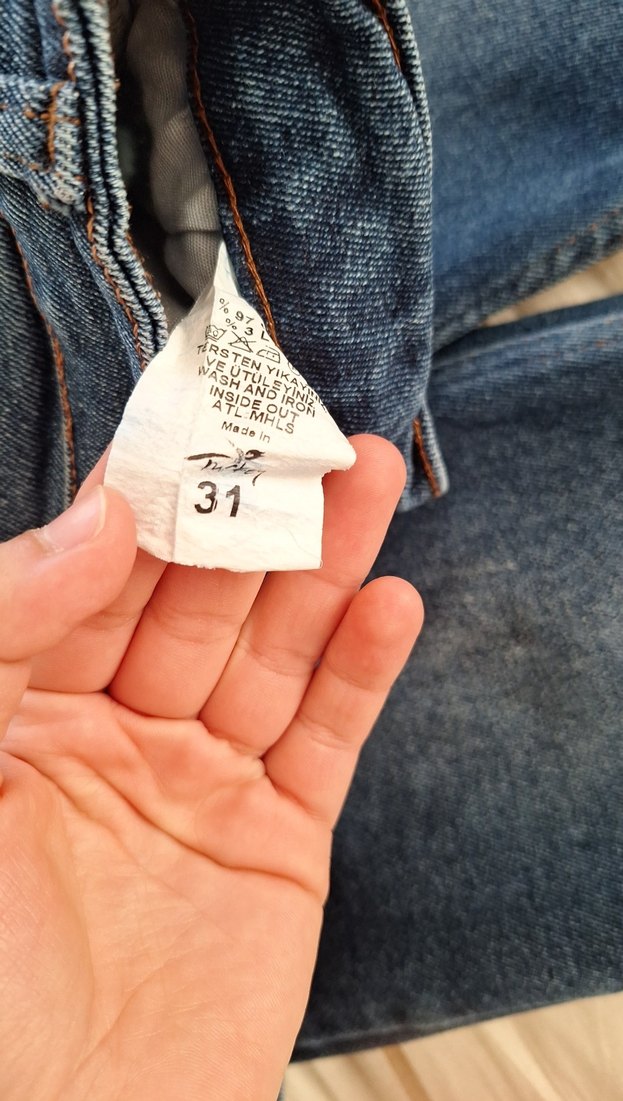 % 97
% 3
TERSTEN YIKAYINIZ
VE ÜTÜLEYİNİZ
WASH AND IRON
INSIDE OUT
ATL-MHLS
Made in
31